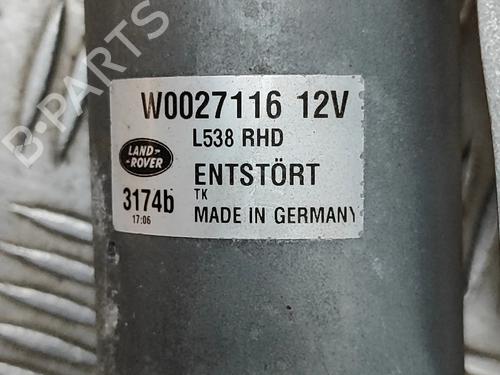 W0027116 12V
L538 RHD
LAND-
-ROVER
ENTSTÖRT
3174b
TK
17:06
MADE IN GERMANY
B-PARTS